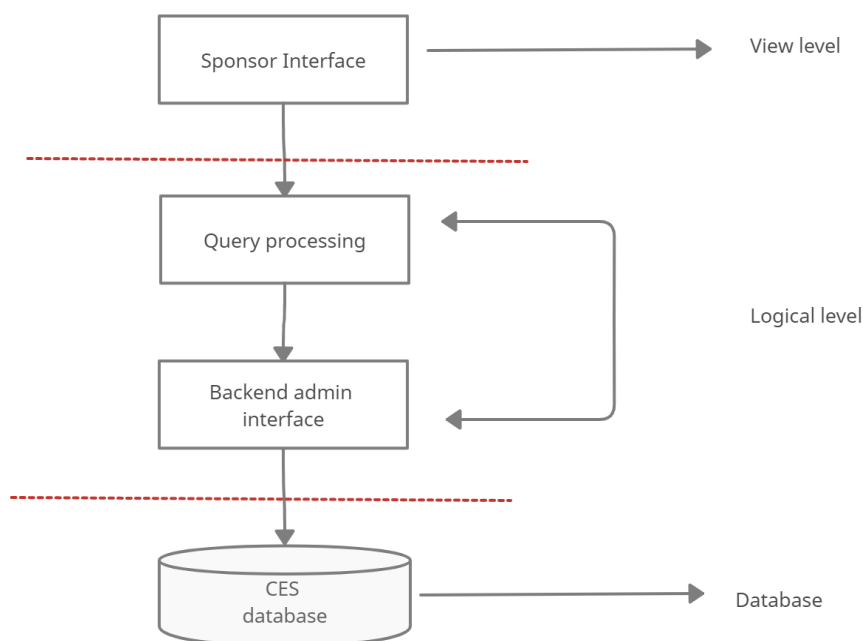 Sponsor Interface
View level
Query processing
Logical level
Backend admin
interface
CES
database
Database